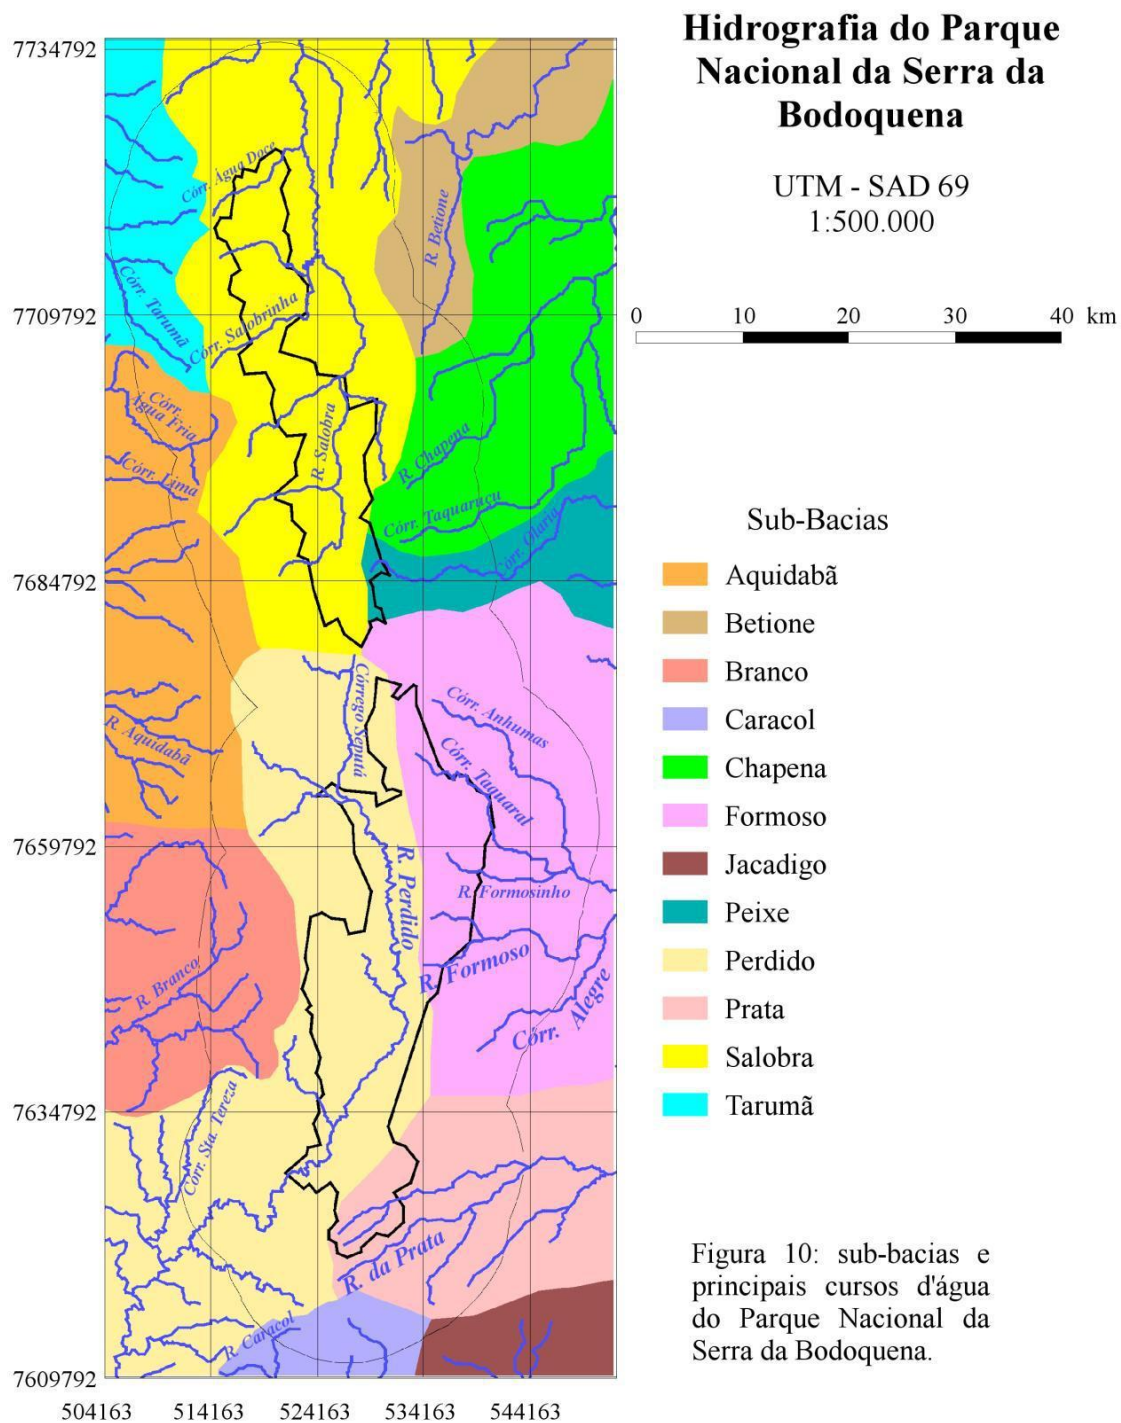 Hidrografia do Parque
Nacional da Serra da
Bodoquena
UTM - SAD 69
1:500.000
0 10 20 30 40 km
Sub-Bacias
Aquidabã
Betione
Branco
Caracol
Chapena
Formoso
Jacadigo
Peixe
Perdido
Prata
Salobra
Tarumã
Figura 10: sub-bacias e
principais cursos d'água
do Parque Nacional da
Serra da Bodoquena.
7734792
7709792
7684792
7659792
7634792
7609792
504163 514163 524163 534163 544163
Córr. Água Doce
R. Betione
Córr. Tarumã
Córr. Salobrinha
Córr.
Água Fria
Córr. Lima
R. Salobra
R. Chapena
Córr. Taquaruçu
Córr. Olaria
Córrego Seputá
R. Aquidabã
Córr. Anhumas
Córr. Taquaral
R. Perdido
R. Formosinho
R. Formoso
Córr. Alegre
R. Branco
Córr. Sta. Tereza
R. da Prata
R. Caracol